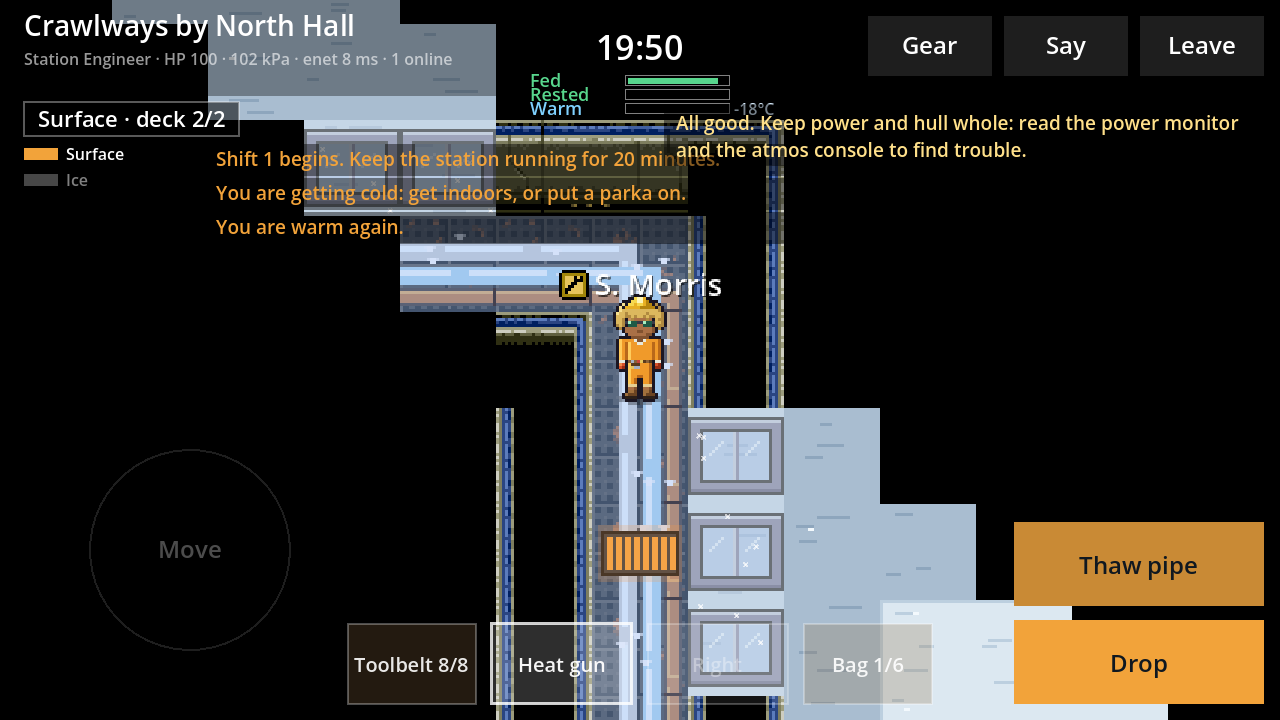 Crawlways by North Hall
Station Engineer · HP 100 · 102 kPa · enet 8 ms · 1 online
Surface · deck 2/2
Surface
Ice
19:50
Fed
Rested
Warm
-18°C
Gear
Say
Leave
All good. Keep power and hull whole: read the power monitor
and the atmos console to find trouble.
Shift 1 begins. Keep the station running for 20 minutes.
You are getting cold: get indoors, or put a parka on.
You are warm again.
S. Morris
Move
Thaw pipe
Toolbelt 8/8
Heat gun
Right
Bag 1/6
Drop